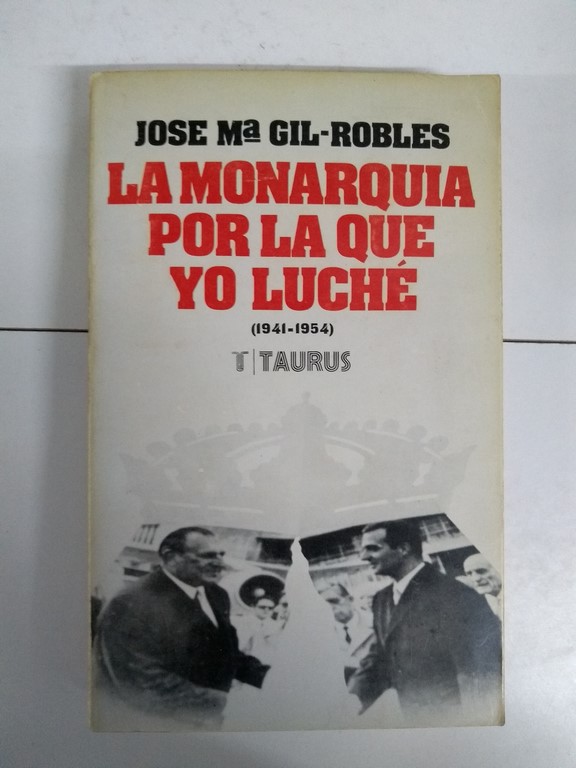 JOSE Mª GIL-ROBLES
LA MONARQUIA
POR LA QUE
YO LUCHÉ
(1941-1954)
T|TAURUS